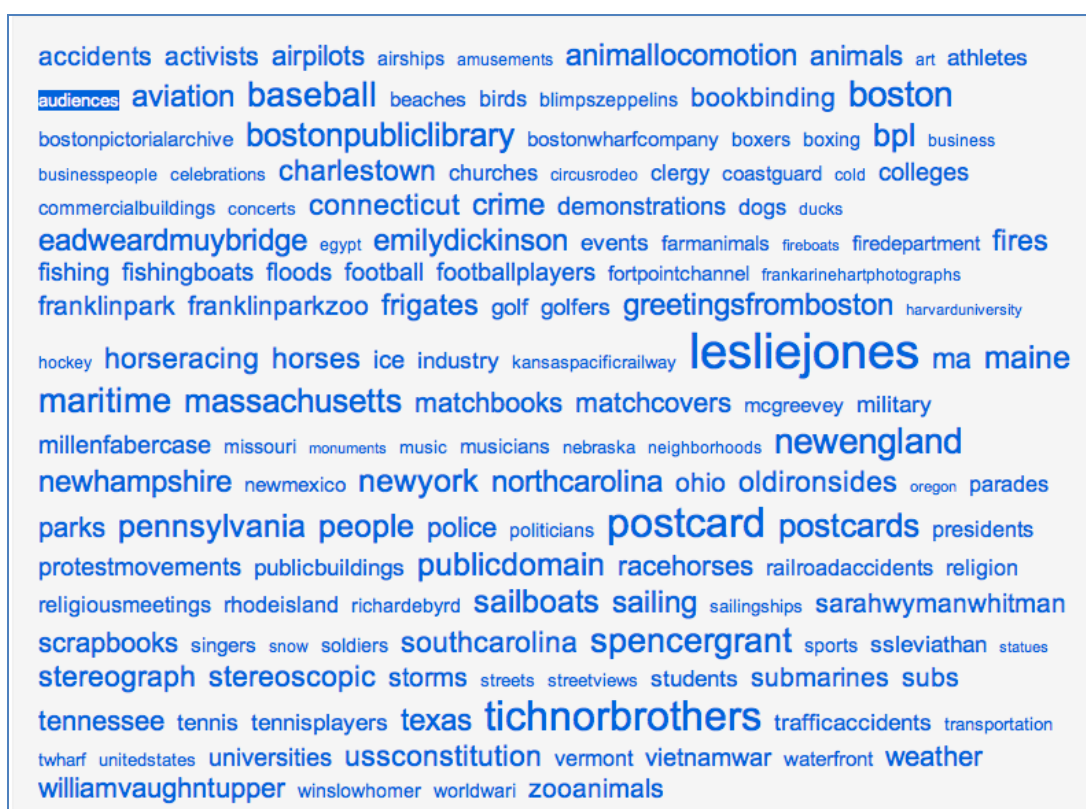 accidents activists airpilots airships amusements animallocomotion animals art athletes
audiences aviation baseball beaches birds blimpszeppelins bookbinding boston
bostonpictorialarchive bostonpubliclibrary bostonwharfcompany boxers boxing bpl business
businesspeople celebrations charlestown churches circusrodeo clergy coastguard cold colleges
commercialbuildings concerts connecticut crime demonstrations dogs ducks
eadweardmuybridge egypt emilydickinson events farmanimals fireboats firedepartment fires
fishing fishingboats floods football footballplayers fortpointchannel frankarinehartphotographs
franklinpark franklinparkzoo frigates golf golfers greetingsfromboston harvarduniversity
hockey horseracing horses ice industry kansaspacificrailway lesliejones ma maine
maritime massachusetts matchbooks matchcovers mcgreevey military
millenfabercase missouri monuments music musicians nebraska neighborhoods newengland
newhampshire newmexico newyork northcarolina ohio oldironsides oregon parades
parks pennsylvania people police politicians postcard postcards presidents
protestmovements publicbuildings publicdomain racehorses railroadaccidents religion
religiousmeetings rhodeisland richardebyrd sailboats sailing sailingships sarahwymanwhitman
scrapbooks singers snow soldiers southcarolina spencergrant sports ssleviathan statues
stereograph stereoscopic storms streets streetviews students submarines subs
tennessee tennis tennisplayers texas tichnorbrothers trafficaccidents transportation
twharf unitedstates universities ussconstitution vermont vietnamwar waterfront weather
williamvaughntupper winslowhomer worldwari zooanimals